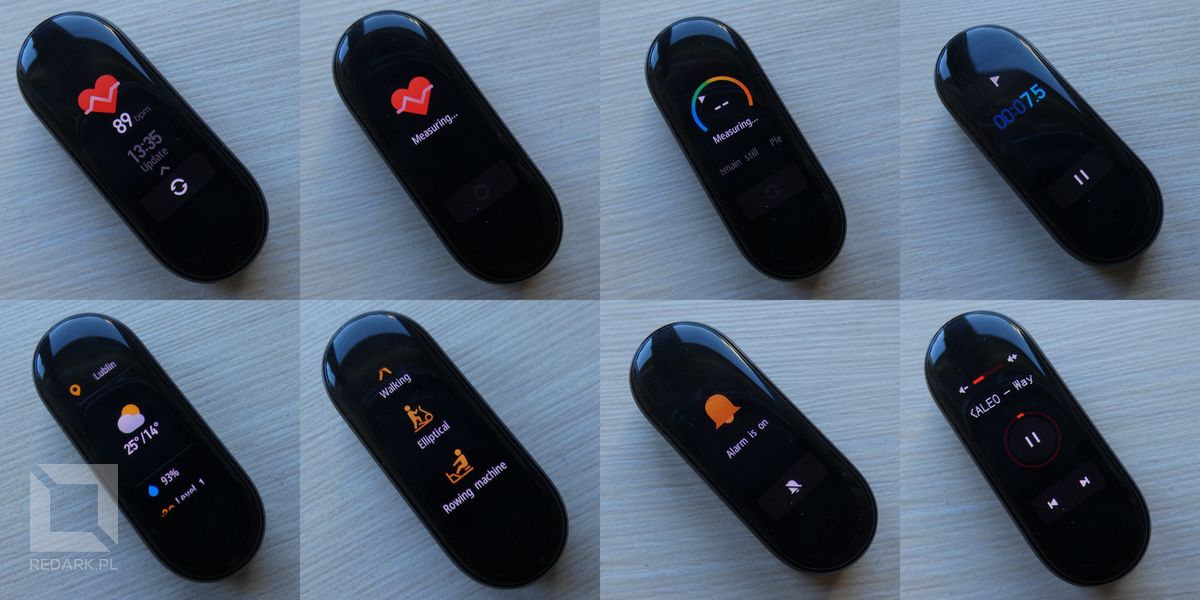 89 bpm
13:35
Update
Measuring...
--
Measuring...
emain still Ple
00:07.5
Lublin
25°/14°
93%
Level 1
Walking
Elliptical
Rowing machine
Alarm is on
KALEO - Way
REDARK.PL